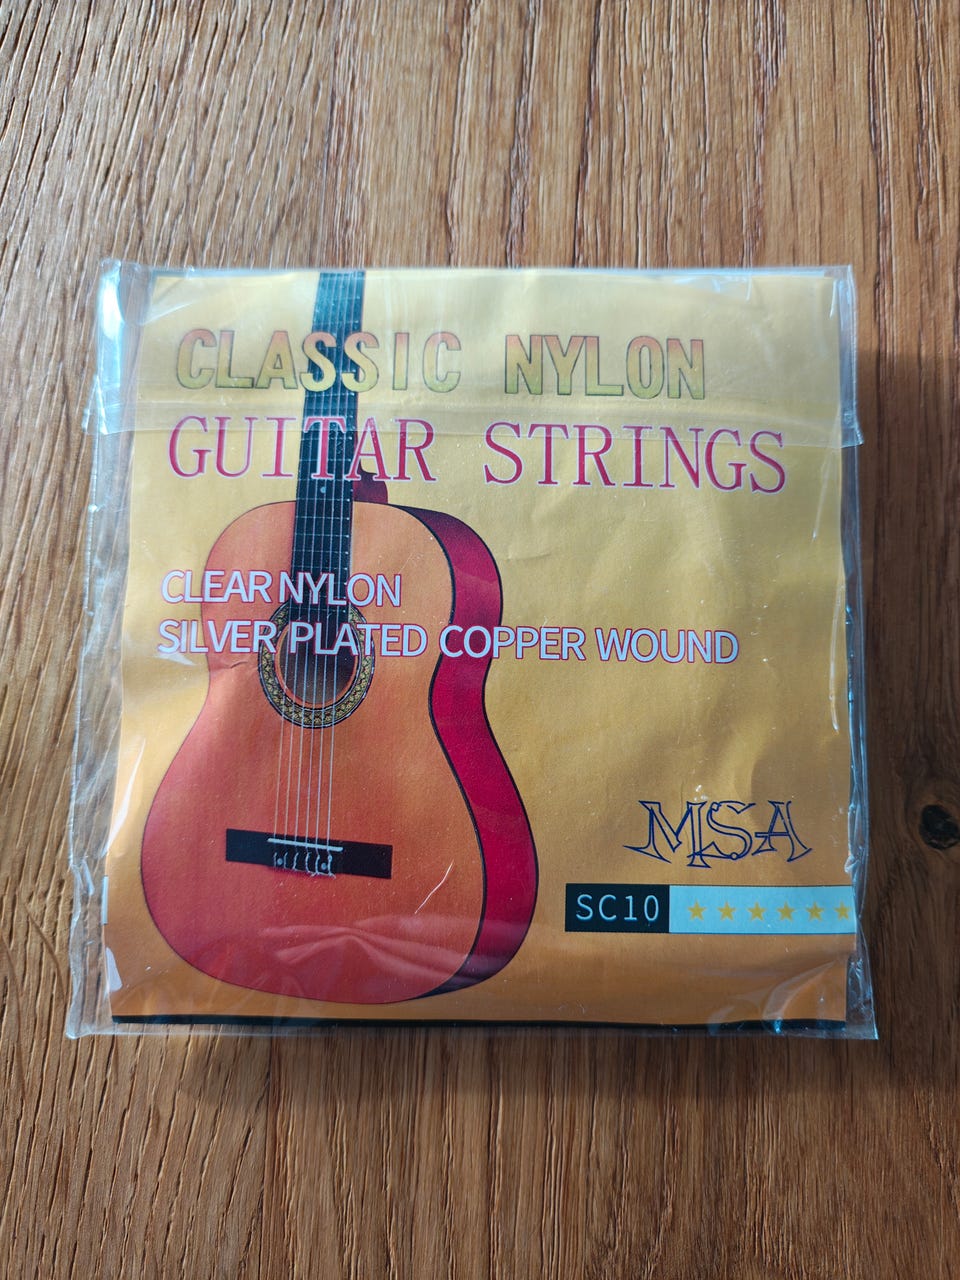 CLASSIC NYLON
GUITAR STRINGS
CLEAR NYLON
SILVER PLATED COPPER WOUND
MSA
SC10